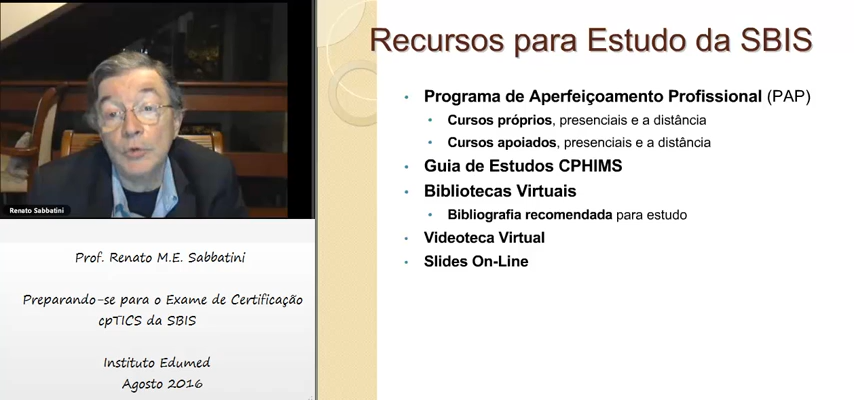 Recursos para Estudo da SBIS
Programa de Aperfeiçoamento Profissional (PAP)
Cursos próprios, presenciais e a distância
Cursos apoiados, presenciais e a distância
Guia de Estudos CPHIMS
Bibliotecas Virtuais
Bibliografia recomendada para estudo
Videoteca Virtual
Slides On-Line
Renato Sabbatini
Prof. Renato M.E. Sabbatini
Preparando-se para o Exame de Certificação
cpTICS da SBIS
Instituto Edumed
Agosto 2016